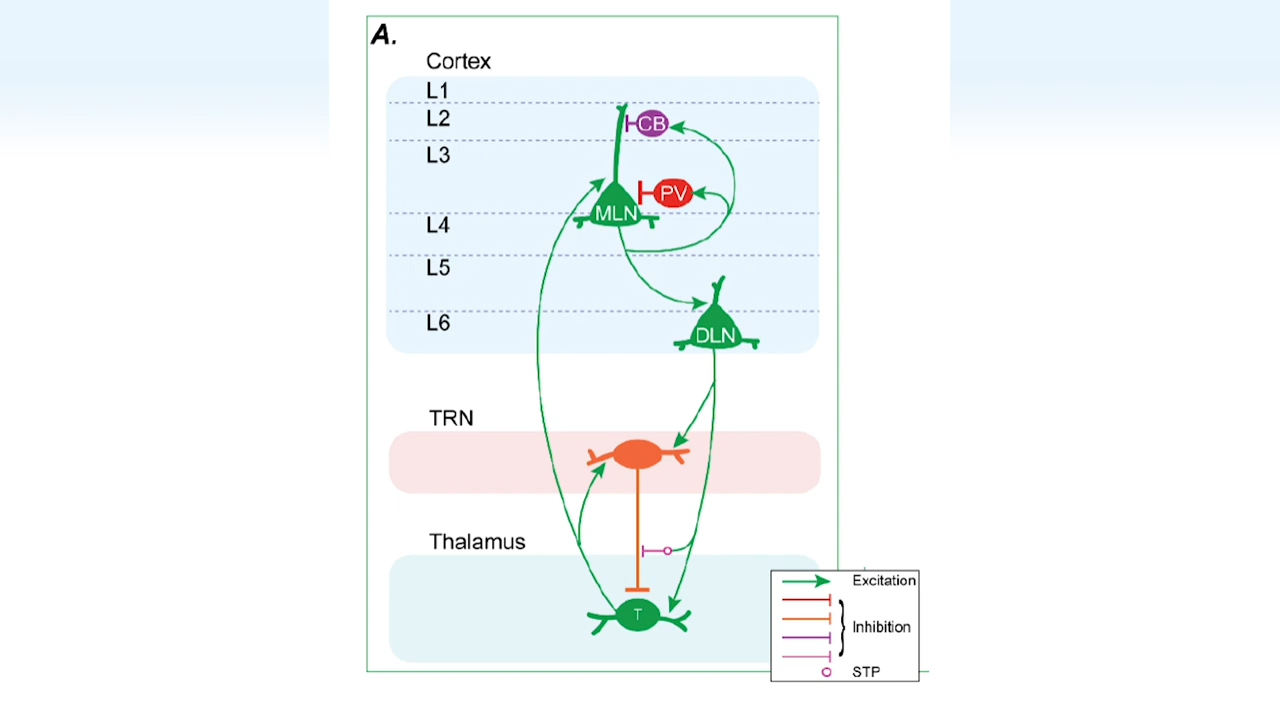 A.
Cortex
L1
L2
CB
L3
PV
MLN
L4
L5
L6
DLN
TRN
Thalamus
T
Excitation
Inhibition
STP